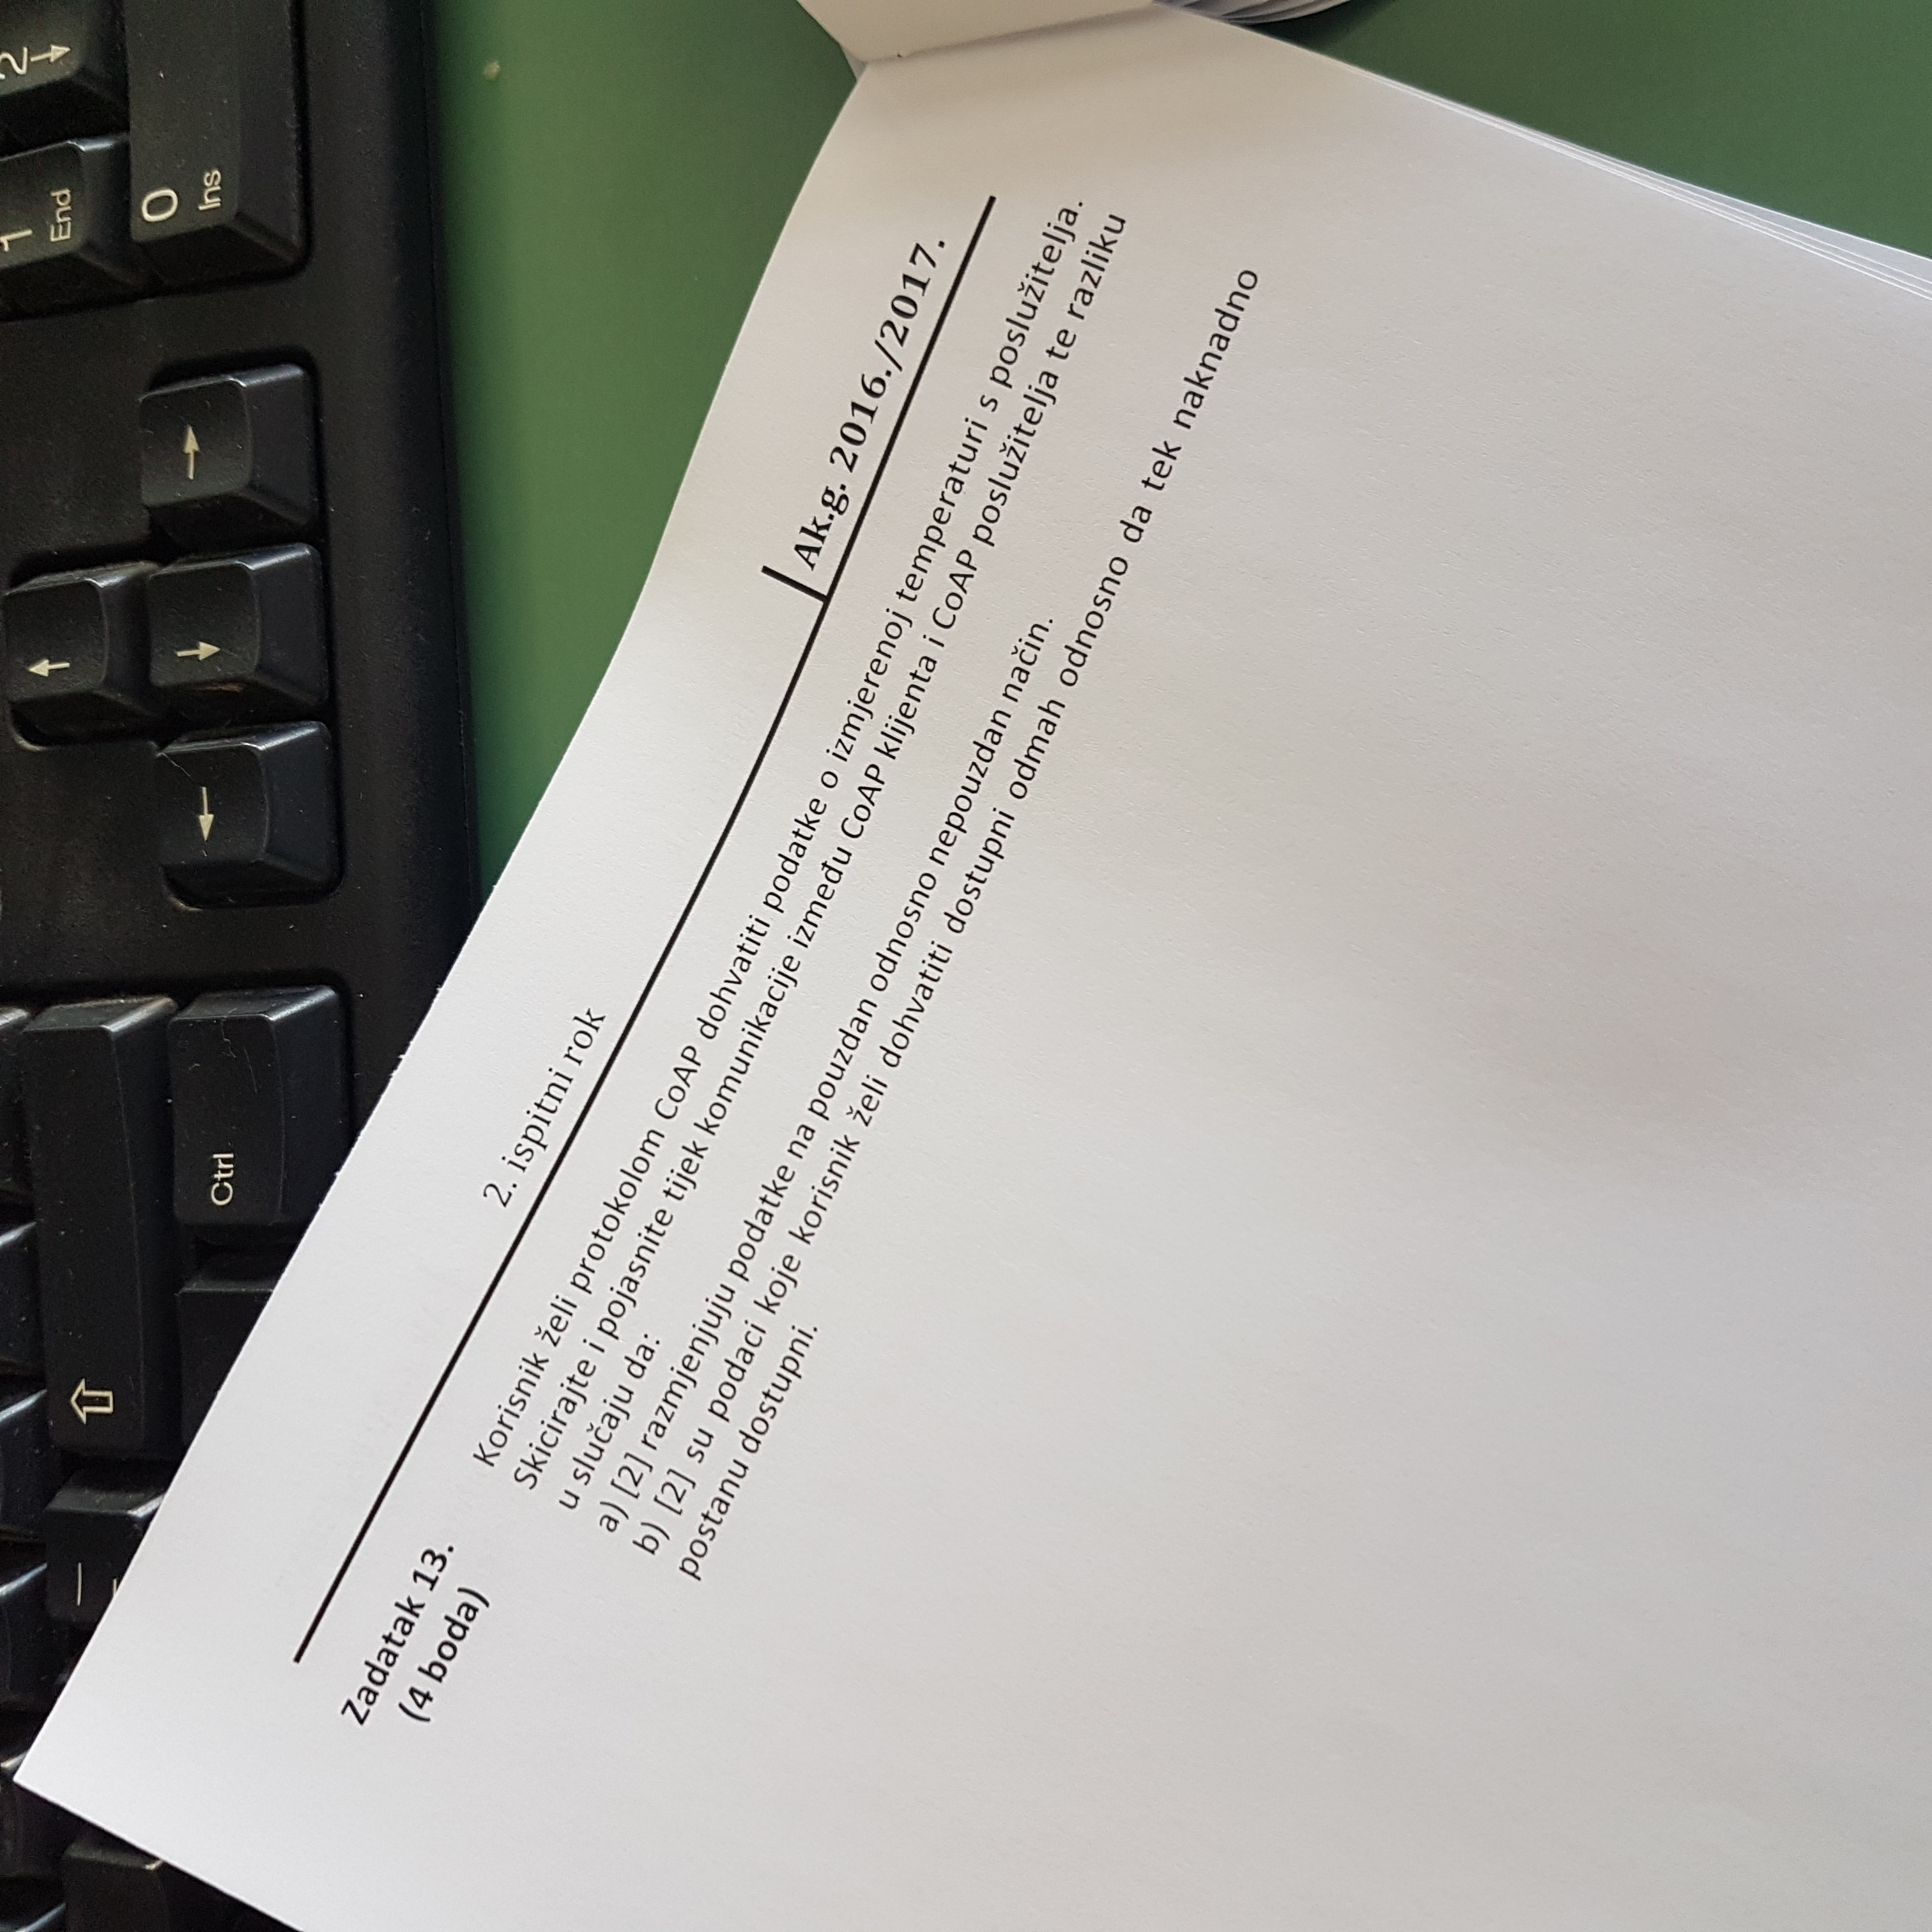 1
End
2
Ctrl
0
Ins
2. ispitni rok
Ak.g. 2016./2017.
Zadatak 13.
(4 boda)
Korisnik želi protokolom CoAP dohvatiti podatke o izmjerenoj temperaturi s poslužitelja.
Skicirajte i pojasnite tijek komunikacije između CoAP klijenta i CoAP poslužitelja te razliku
u slučaju da:
a) [2] razmjenjuju podatke na pouzdan odnosno nepouzdan način.
b) [2] su podaci koje korisnik želi dohvatiti dostupni odmah odnosno da tek naknadno
postanu dostupni.